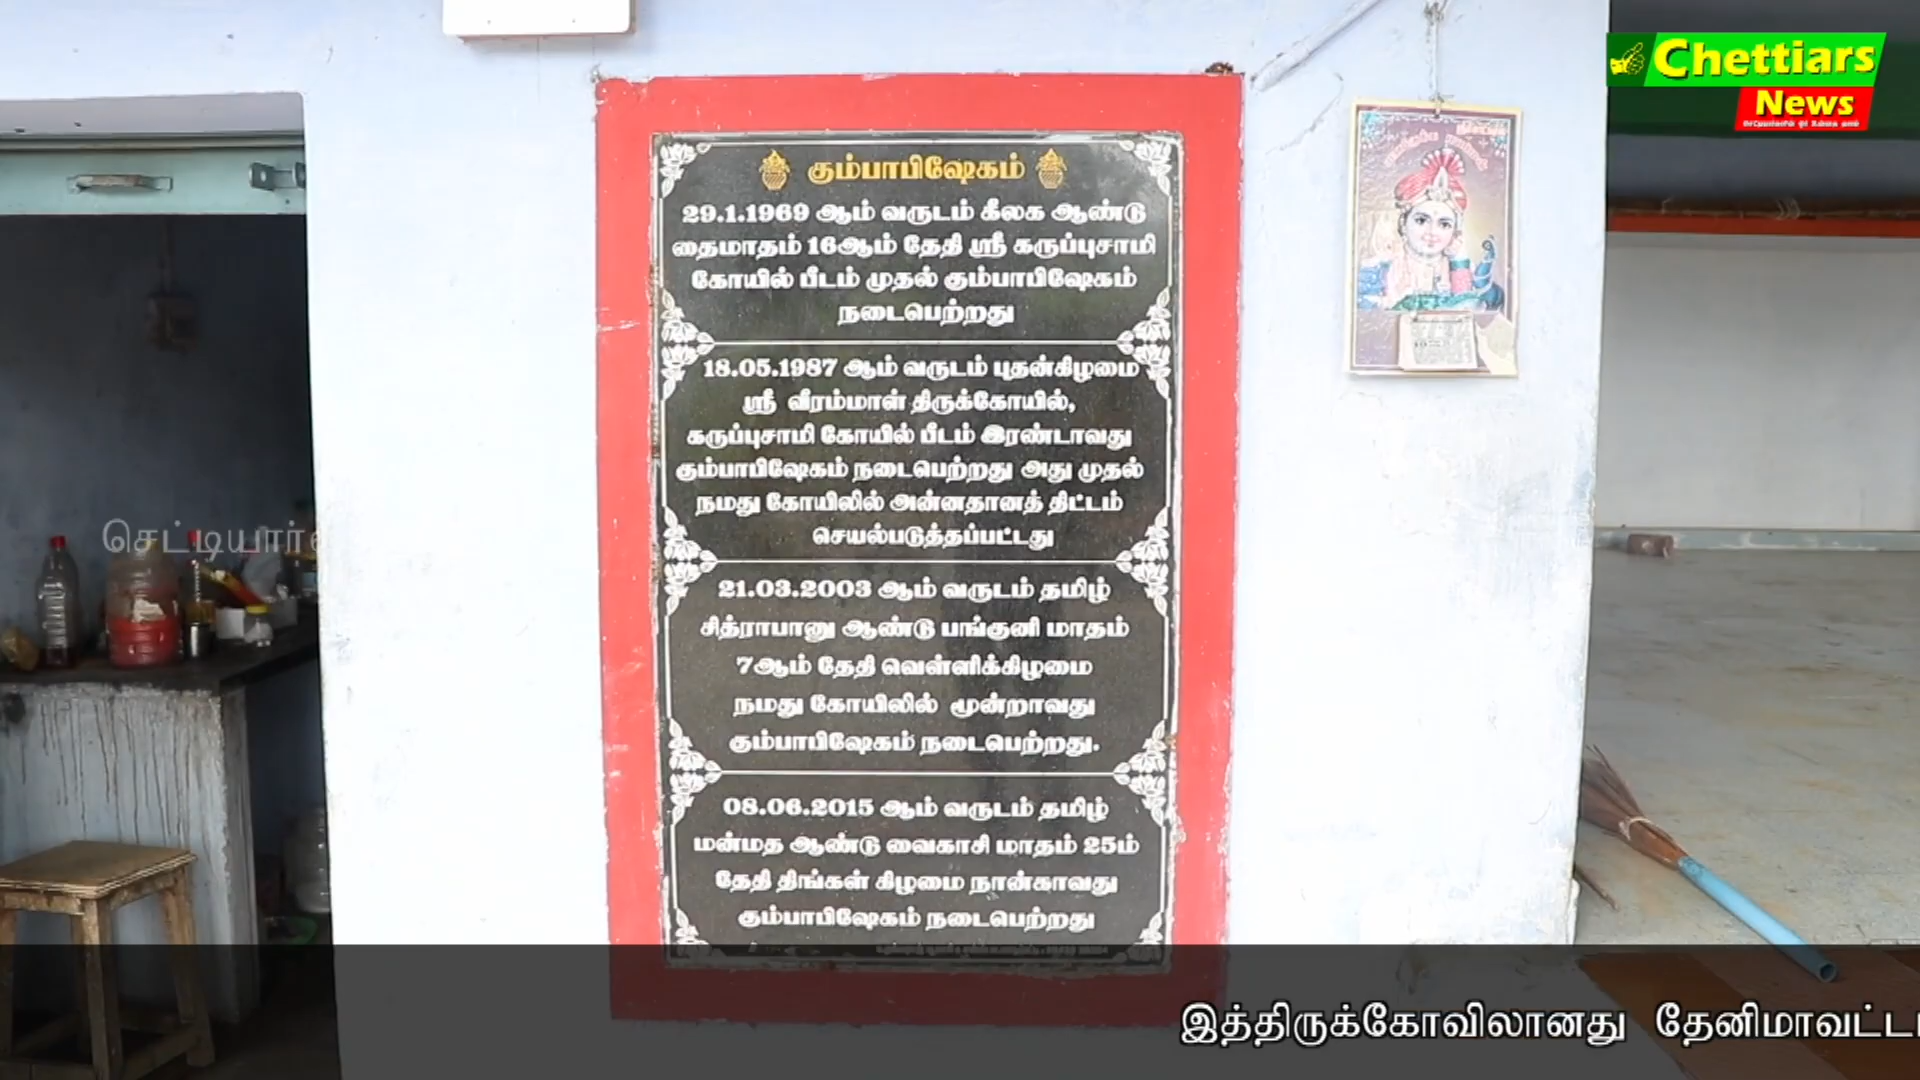 Chettiars
News
கும்பாபிஷேகம்
29.1.1969 ஆம் வருடம் கீலக ஆண்டு
தைமாதம் 16ஆம் தேதி ஸ்ரீ கருப்புசாமி
கோயில் பீடம் முதல் கும்பாபிஷேகம்
நடைபெற்றது
18.05.1987 ஆம் வருடம் புதன்கிழமை
ஸ்ரீ வீரம்மாள் திருக்கோயில்,
கருப்புசாமி கோயில் பீடம் இரண்டாவது
கும்பாபிஷேகம் நடைபெற்றது அது முதல்
நமது கோயிலில் அன்னதானத் திட்டம்
செயல்படுத்தப்பட்டது
21.03.2003 ஆம் வருடம் தமிழ்
சித்ராபானு ஆண்டு பங்குனி மாதம்
7ஆம் தேதி வெள்ளிக்கிழமை
நமது கோயிலில் மூன்றாவது
கும்பாபிஷேகம் நடைபெற்றது.
08.06.2015 ஆம் வருடம் தமிழ்
மன்மத ஆண்டு வைகாசி மாதம் 25ம்
தேதி திங்கள் கிழமை நான்காவது
கும்பாபிஷேகம் நடைபெற்றது
செட்டியார்
இத்திருக்கோவிலானது தேனிமாவட்ட